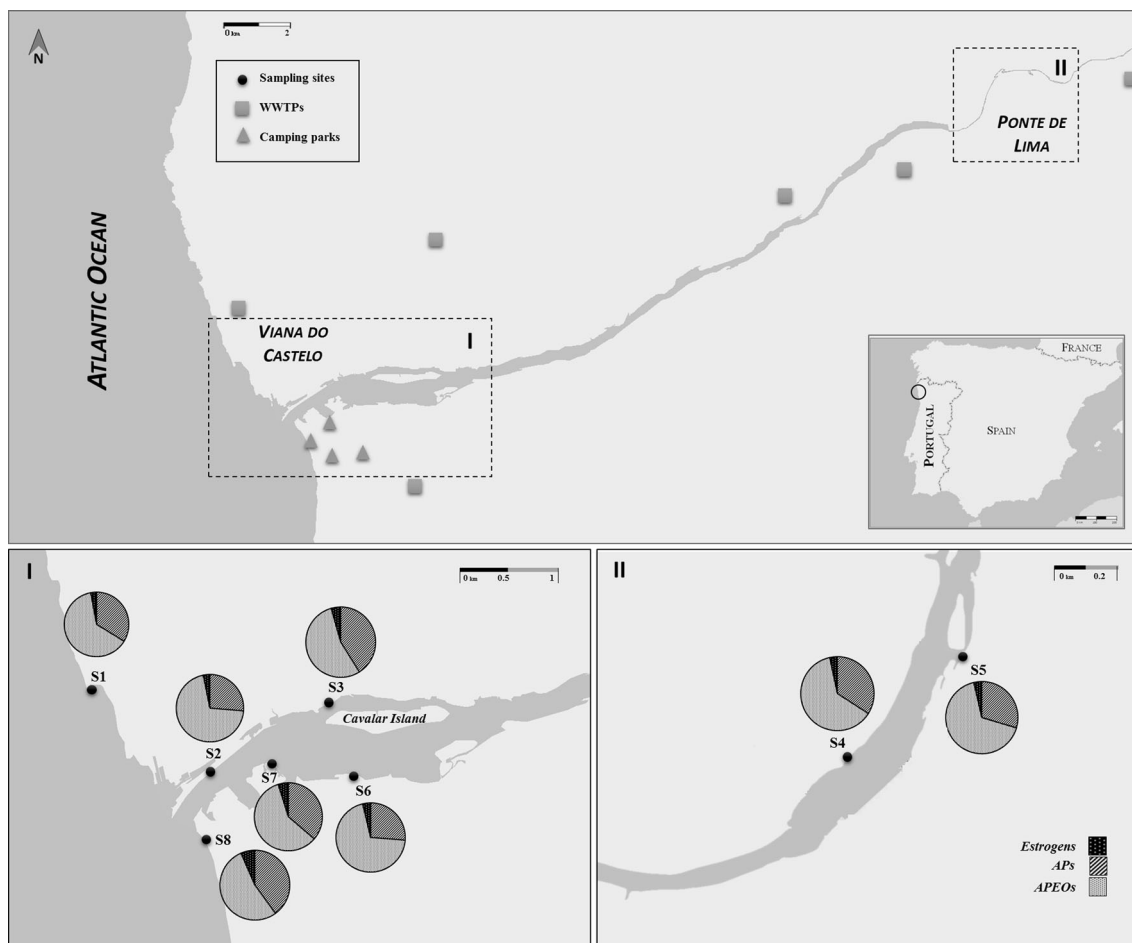 0 km 2
N
Sampling sites
WWTPs
Camping parks
II
PONTE DE
LIMA
ATLANTIC OCEAN
VIANA DO
CASTELO
I
FRANCE
PORTUGAL
SPAIN
I
0 km 0.5 1
S1
S2
S3
Cavalar Island
S7
S6
S8
II
0 km 0.2
S5
S4
Estrogens
APs
APEOs